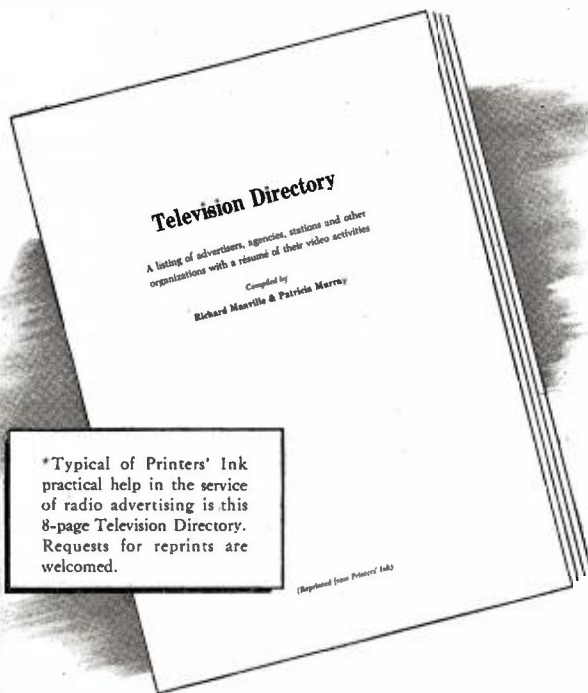 Television Directory
A listing of advertisers, agencies, stations and other
organizations with a résumé of their video activities
Compiled by
Richard Manville & Patricia Murray
*Typical of Printers' Ink
practical help in the service
of radio advertising is this
8-page Television Directory.
Requests for reprints are
welcomed.
(Reprinted from Printers' Ink)